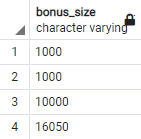 bonus_size
character varying
1 1000
2 1000
3 10000
4 16050